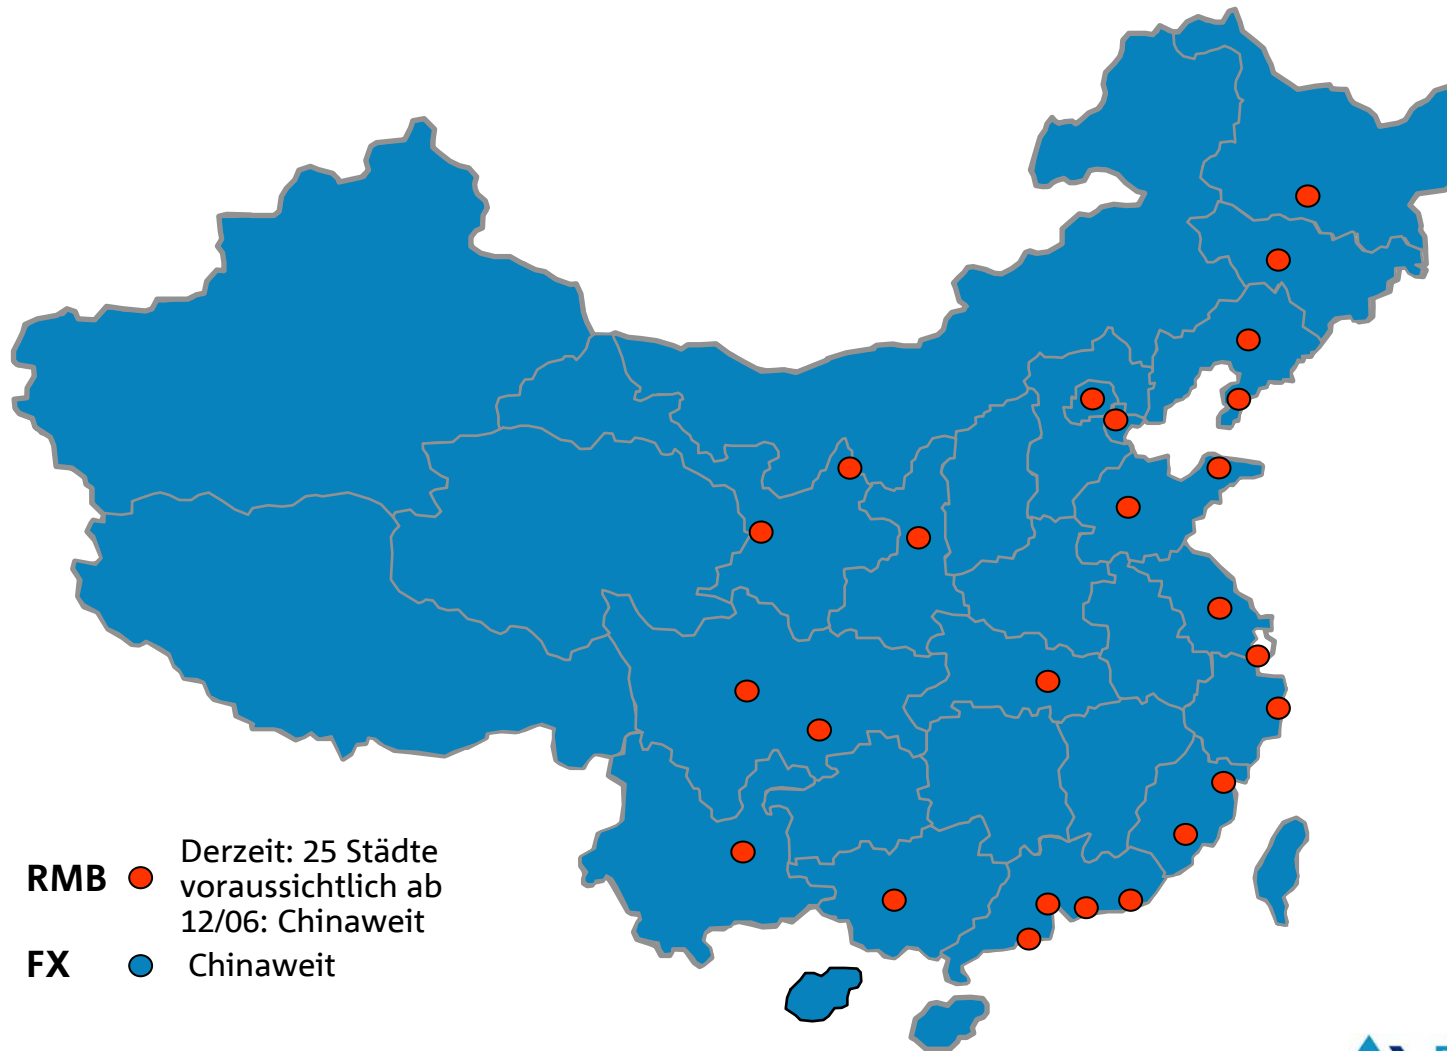 RMB
Derzeit: 25 Städte
voraussichtlich ab
12/06: Chinaweit
FX
Chinaweit